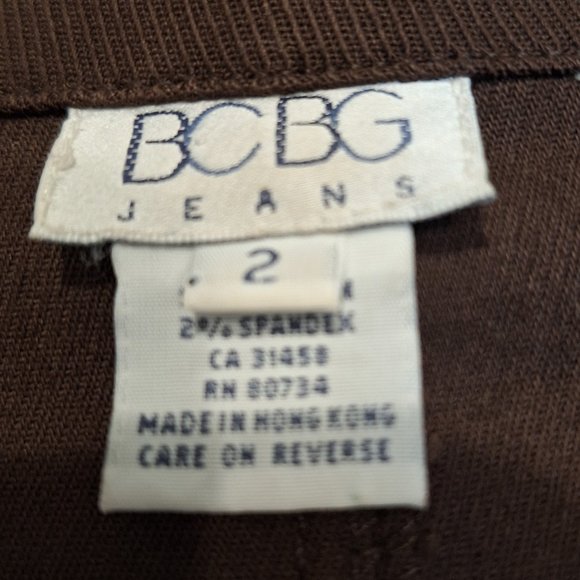 BCBG
JEANS
2
2% SPANDEX
CA 31458
RN 80734
MADE IN HONG KONG
CARE ON REVERSE